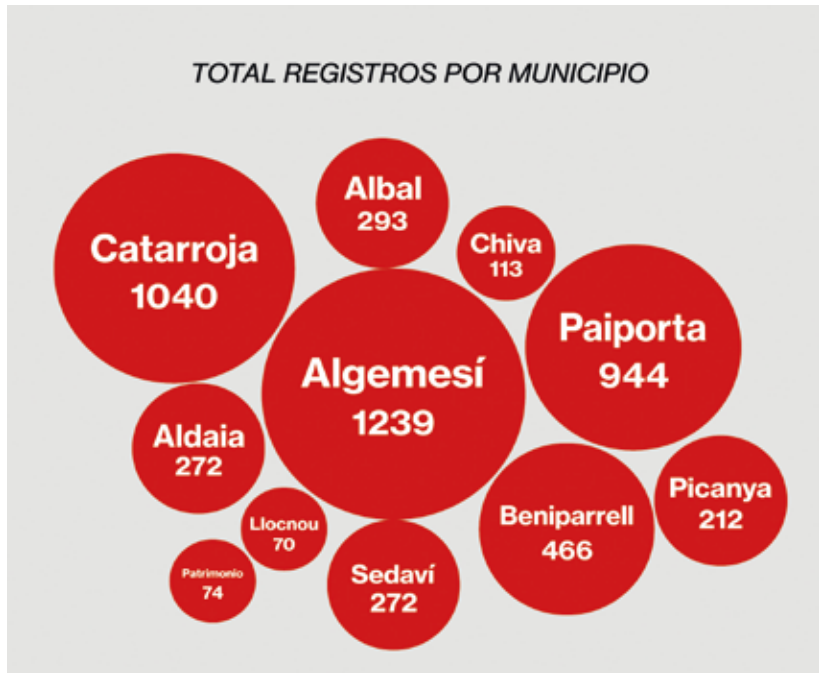 TOTAL REGISTROS POR MUNICIPIO
Albal
293
Catarroja
1040
Chiva
113
Paiporta
944
Algemesí
1239
Aldaia
272
Picanya
212
Beniparrell
466
Llocnou
70
Patrimonio
74
Sedaví
272